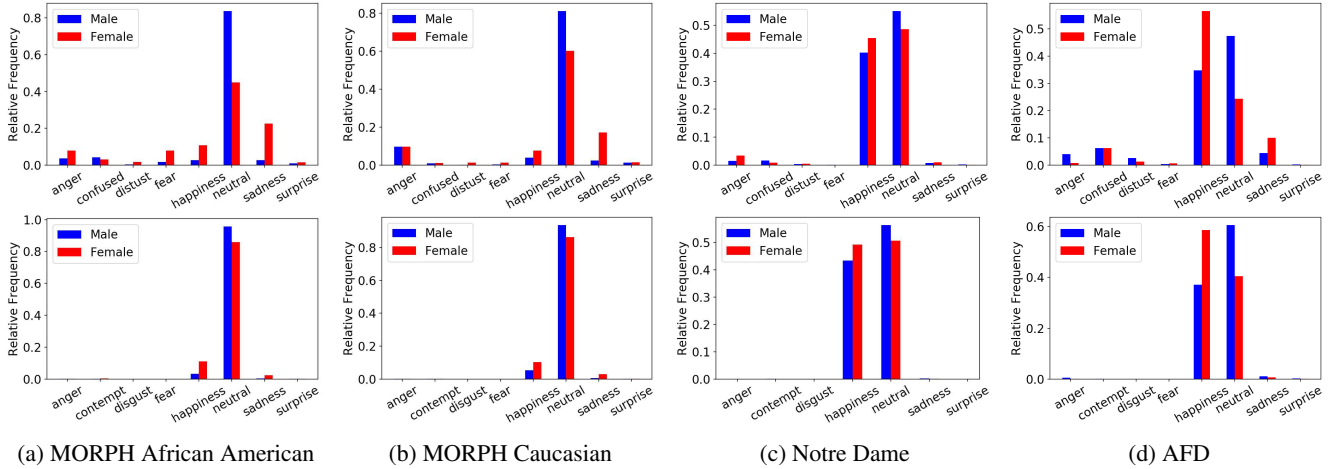 Relative Frequency
0.8
0.6
0.4
0.2
0.0
Male
Female
anger
confused
distust
fear
happiness
neutral
sadness
surprise
Relative Frequency
0.8
0.6
0.4
0.2
0.0
Male
Female
anger
confused
distust
fear
happiness
neutral
sadness
surprise
Relative Frequency
0.5
0.4
0.3
0.2
0.1
0.0
Male
Female
anger
confused
distust
fear
happiness
neutral
sadness
surprise
Relative Frequency
0.5
0.4
0.3
0.2
0.1
0.0
Male
Female
anger
confused
distust
fear
happiness
neutral
sadness
surprise
Relative Frequency
1.0
0.8
0.6
0.4
0.2
0.0
Male
Female
anger
contempt
disgust
fear
happiness
neutral
sadness
surprise
Relative Frequency
0.8
0.6
0.4
0.2
0.0
Male
Female
anger
contempt
disgust
fear
happiness
neutral
sadness
surprise
Relative Frequency
0.5
0.4
0.3
0.2
0.1
0.0
Male
Female
anger
contempt
disgust
fear
happiness
neutral
sadness
surprise
Relative Frequency
0.6
0.4
0.2
0.0
Male
Female
anger
contempt
disgust
fear
happiness
neutral
sadness
surprise
(a) MORPH African American
(b) MORPH Caucasian
(c) Notre Dame
(d) AFD